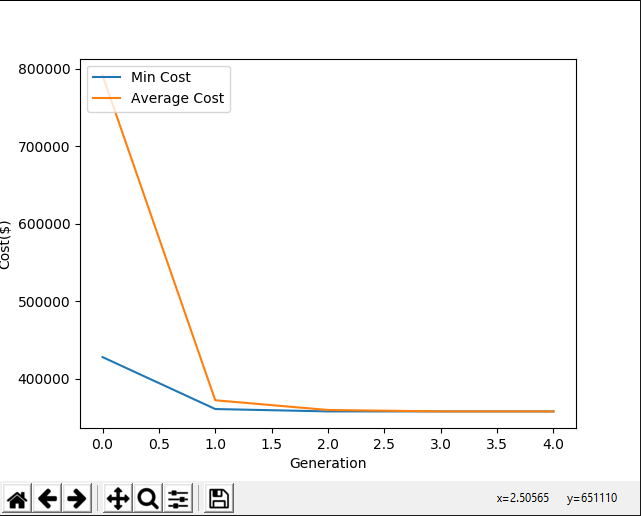 Min Cost
Average Cost
800000
700000
600000
500000
400000
Cost($)
0.0 0.5 1.0 1.5 2.0 2.5 3.0 3.5 4.0
Generation
x=2.50565 y=651110